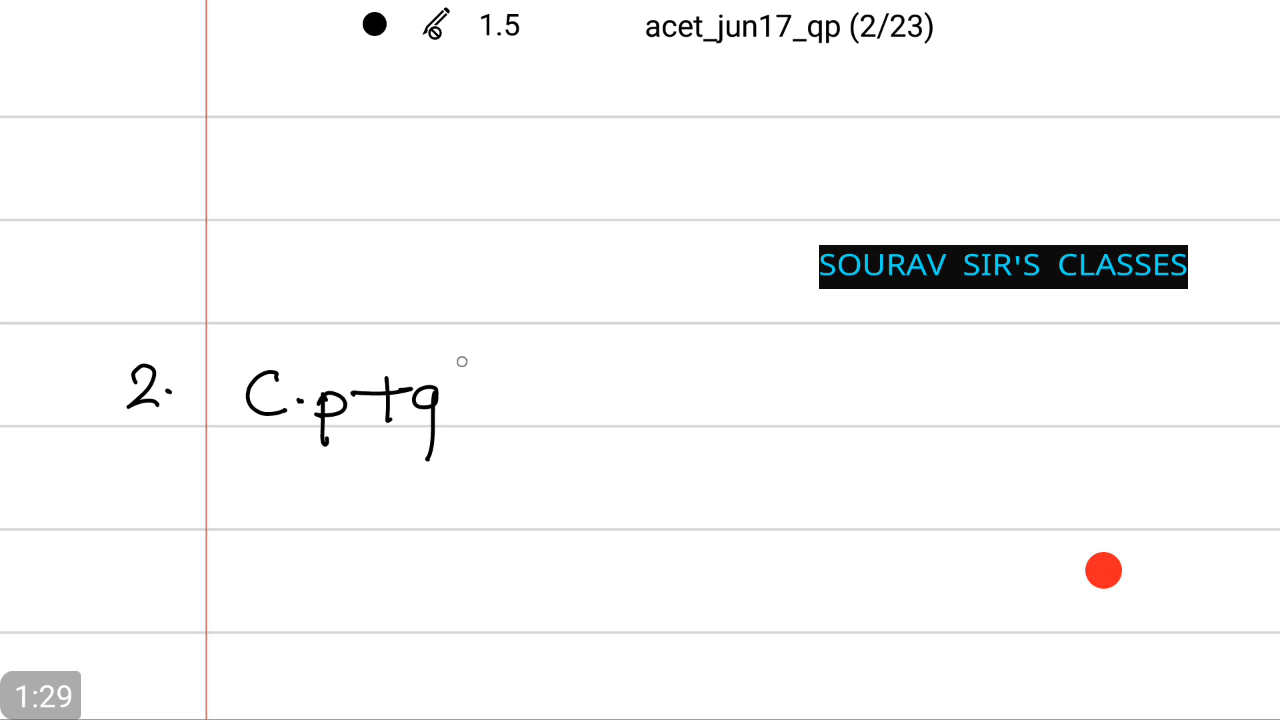 1.5 acet_jun17_qp (2/23)
SOURAV SIR'S CLASSES
2. C.p+q
1:29